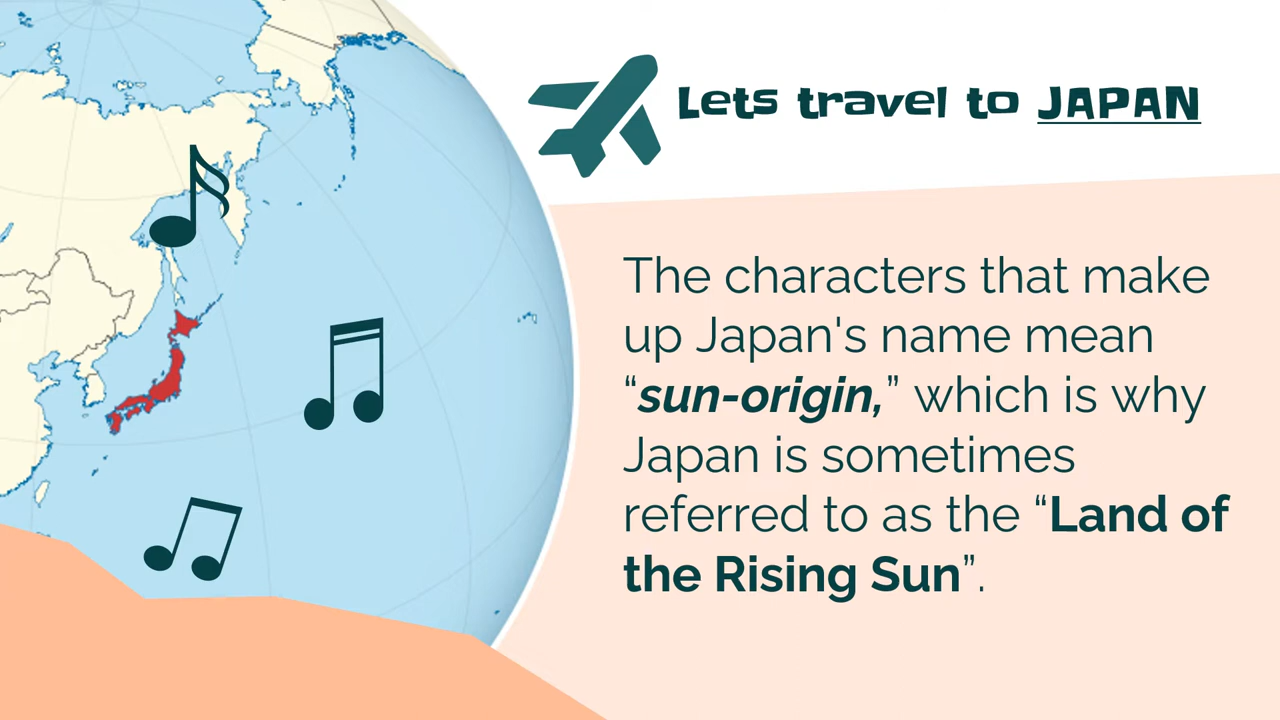 Lets travel to JAPAN
The characters that make
up Japan's name mean
“sun-origin,” which is why
Japan is sometimes
referred to as the “Land of
the Rising Sun”.